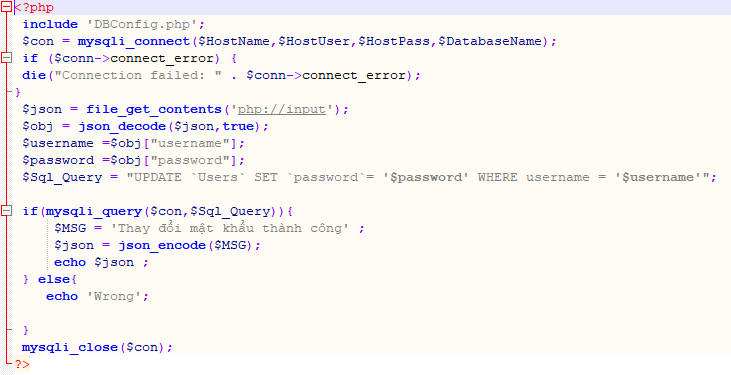 <?php
include 'DBConfig.php';
$con = mysqli_connect($HostName,$HostUser,$HostPass,$DatabaseName);
if ($conn->connect_error) {
die("Connection failed: " . $conn->connect_error);
}
$json = file_get_contents('php://input');
$obj = json_decode($json,true);
$username =$obj["username"];
$password =$obj["password"];
$Sql_Query = "UPDATE `Users` SET `password`= '$password' WHERE username = '$username'";
if(mysqli_query($con,$Sql_Query)){
$MSG = 'Thay đổi mật khẩu thành công' ;
$json = json_encode($MSG);
echo $json ;
} else{
echo 'Wrong';
}
mysqli_close($con);
?>